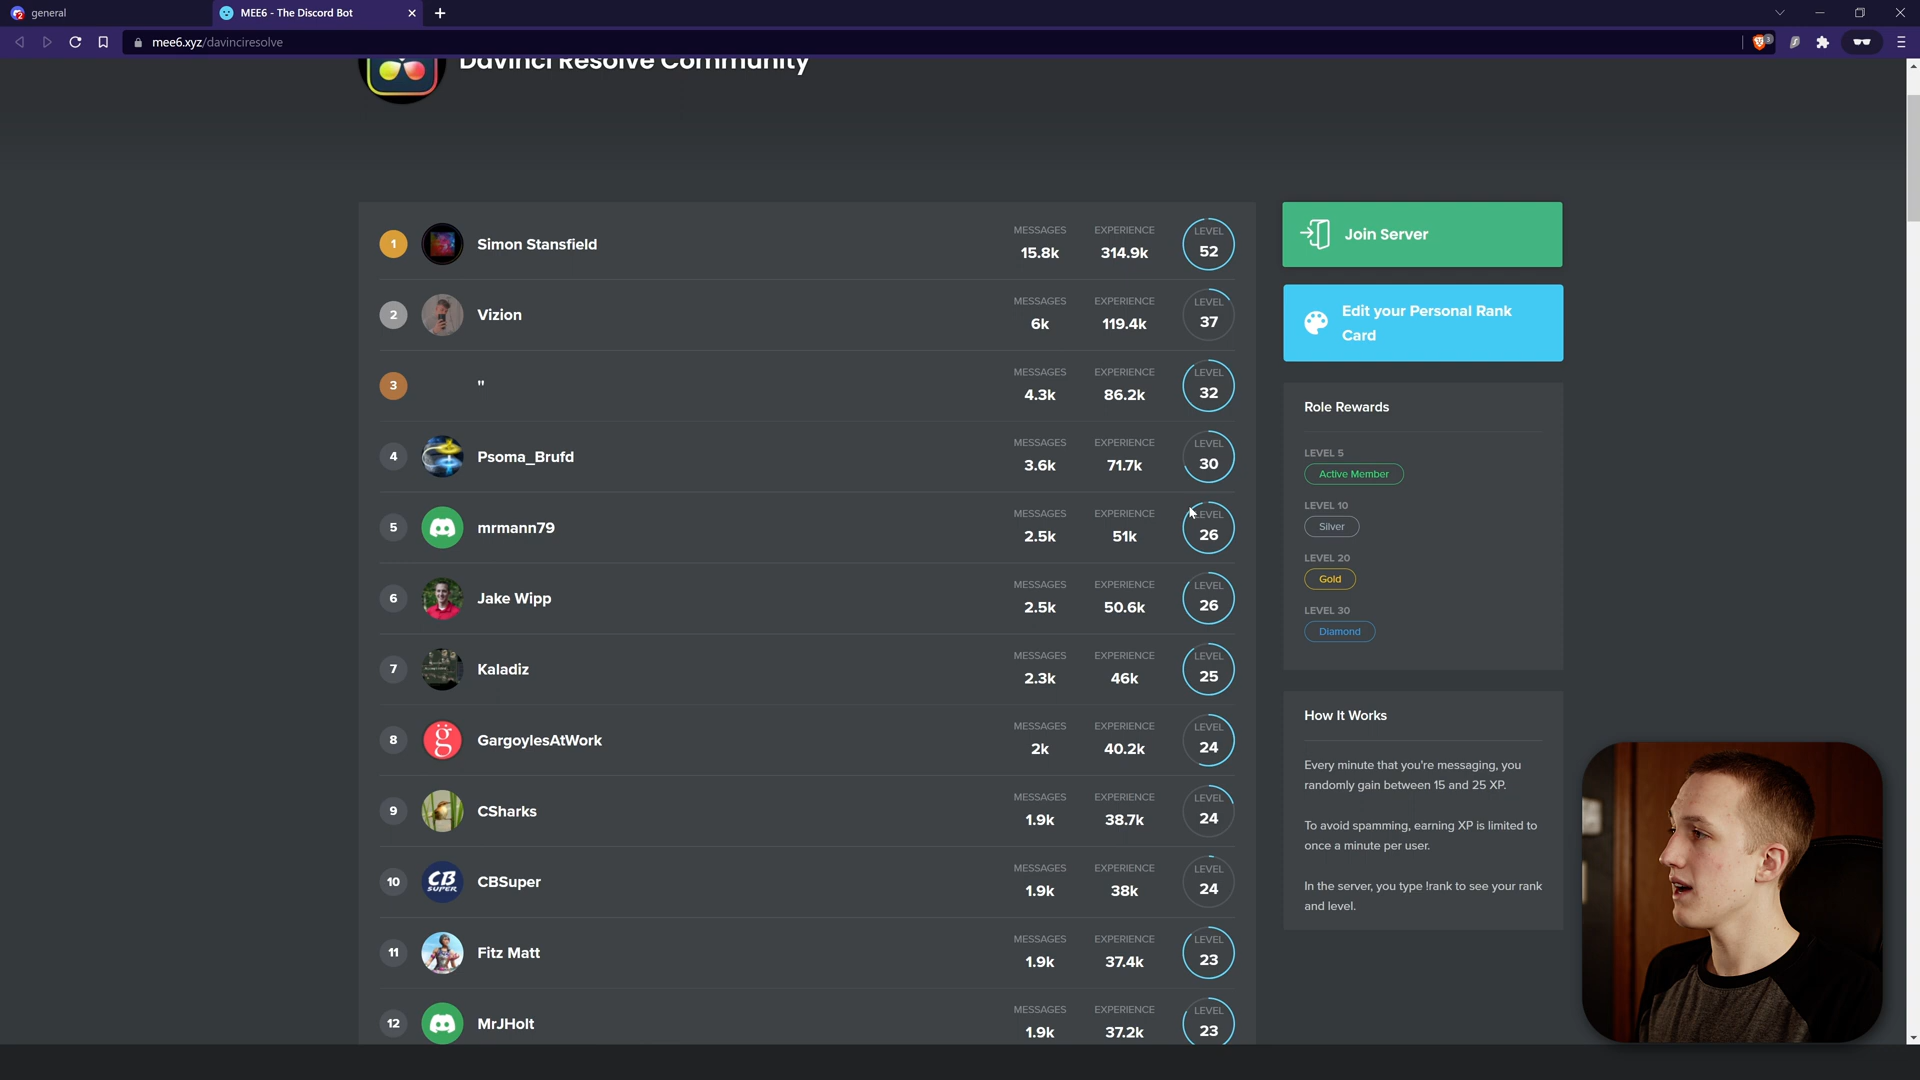 general
MEE6 - The Discord Bot
mee6.xyz/davinciresolve
3
Davinci Resolve Community
1
Simon Stansfield
MESSAGES
15.8k
EXPERIENCE
314.9k
LEVEL
52
2
Vizion
MESSAGES
6k
EXPERIENCE
119.4k
LEVEL
37
3
"
MESSAGES
4.3k
EXPERIENCE
86.2k
LEVEL
32
4
Psoma_Brufd
MESSAGES
3.6k
EXPERIENCE
71.7k
LEVEL
30
5
mrmann79
MESSAGES
2.5k
EXPERIENCE
51k
LEVEL
26
6
Jake Wipp
MESSAGES
2.5k
EXPERIENCE
50.6k
LEVEL
26
7
Kaladiz
MESSAGES
2.3k
EXPERIENCE
46k
LEVEL
25
8
g
GargoylesAtWork
MESSAGES
2k
EXPERIENCE
40.2k
LEVEL
24
9
CSharks
MESSAGES
1.9k
EXPERIENCE
38.7k
LEVEL
24
10
CB
SUPER
CBSuper
MESSAGES
1.9k
EXPERIENCE
38k
LEVEL
24
11
Fitz Matt
MESSAGES
1.9k
EXPERIENCE
37.4k
LEVEL
23
12
MrJHolt
MESSAGES
1.9k
EXPERIENCE
37.2k
LEVEL
23
Join Server
Edit your Personal Rank
Card
Role Rewards
LEVEL 5
Active Member
LEVEL 10
Silver
LEVEL 20
Gold
LEVEL 30
Diamond
How It Works
Every minute that you're messaging, you
randomly gain between 15 and 25 XP.
To avoid spamming, earning XP is limited to
once a minute per user.
In the server, you type !rank to see your rank
and level.